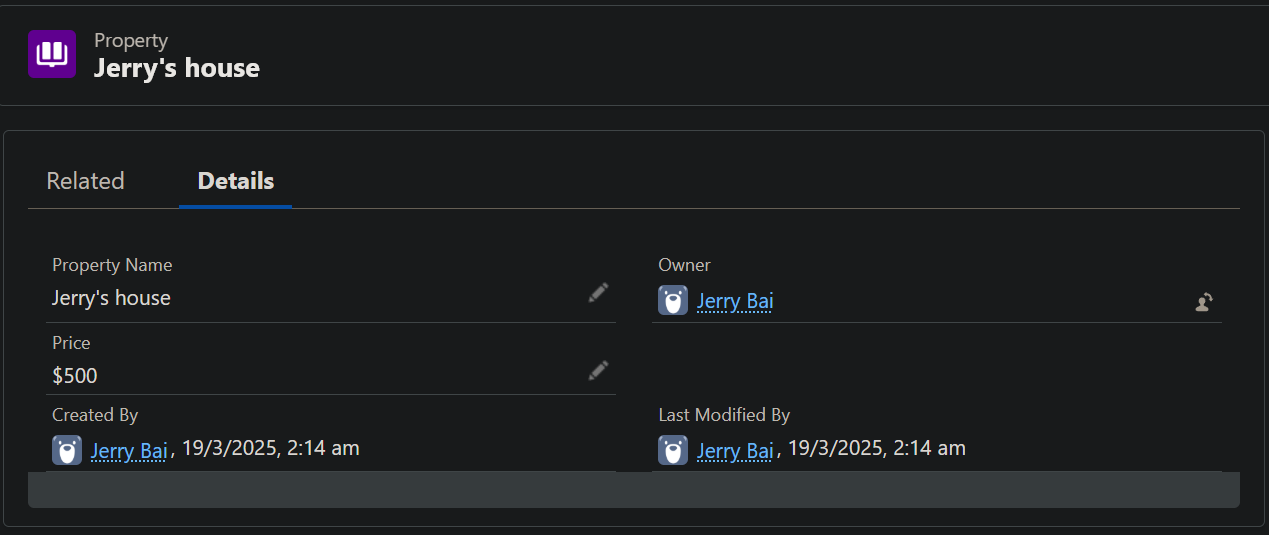 Property
Jerry's house
Related Details
Property Name
Jerry's house
Owner
Jerry Bai
Price
$500
Created By
Jerry Bai, 19/3/2025, 2:14 am
Last Modified By
Jerry Bai, 19/3/2025, 2:14 am